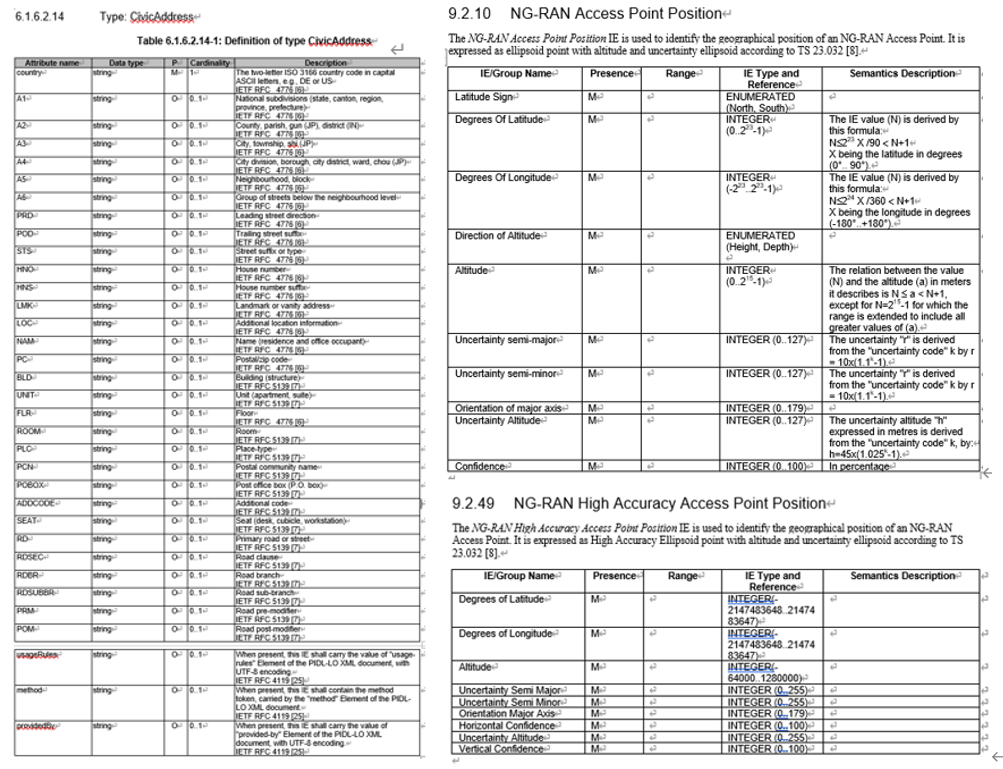 6.1.6.2.14 Type: CivicAddress
Table 6.1.6.2.14-1: Definition of type CivicAddress
Attribute name Data type P Cardinality Description
country string M 1 The two-letter ISO 3166 country code in capital
ASCII letters, e.g., DE or US
IETF RFC 4776 [6]
A1 string O 0..1 National subdivisions (state, canton, region,
province, prefecture)
IETF RFC 4776 [6]
A2 string O 0..1 County, parish, gun (JP), district (IN)
IETF RFC 4776 [6]
A3 string O 0..1 City, township, shi (JP)
IETF RFC 4776 [6]
A4 string O 0..1 City division, borough, city district, ward, chou (JP)
IETF RFC 4776 [6]
A5 string O 0..1 Neighbourhood, block
IETF RFC 4776 [6]
A6 string O 0..1 Group of streets below the neighbourhood level
IETF RFC 4776 [6]
PRD string O 0..1 Leading street direction
IETF RFC 4776 [6]
POD string O 0..1 Trailing street suffix
IETF RFC 4776 [6]
STS string O 0..1 Street suffix or type
IETF RFC 4776 [6]
HNO string O 0..1 House number
IETF RFC 4776 [6]
HNS string O 0..1 House number suffix
IETF RFC 4776 [6]
LMK string O 0..1 Landmark or vanity address
IETF RFC 4776 [6]
LOC string O 0..1 Additional location information
IETF RFC 4776 [6]
NAM string O 0..1 Name (residence and office occupant)
IETF RFC 4776 [6]
PC string O 0..1 Postal/zip code
IETF RFC 4776 [6]
BLD string O 0..1 Building (structure)
IETF RFC 5139 [7]
UNIT string O 0..1 Unit (apartment, suite)
IETF RFC 5139 [7]
FLR string O 0..1 Floor
IETF RFC 4776 [6]
ROOM string O 0..1 Room
IETF RFC 5139 [7]
PLC string O 0..1 Place-type
IETF RFC 5139 [7]
PCN string O 0..1 Postal community name
IETF RFC 5139 [7]
POBOX string O 0..1 Post office box (P.O. box)
IETF RFC 5139 [7]
ADDCODE string O 0..1 Additional code
IETF RFC 5139 [7]
SEAT string O 0..1 Seat (desk, cubicle, workstation)
IETF RFC 5139 [7]
RD string O 0..1 Primary road or street
IETF RFC 5139 [7]
RDSEC string O 0..1 Road clause
IETF RFC 5139 [7]
RDBR string O 0..1 Road branch
IETF RFC 5139 [7]
RDSUBBR string O 0..1 Road sub-branch
IETF RFC 5139 [7]
PRM string O 0..1 Road pre-modifier
IETF RFC 5139 [7]
POM string O 0..1 Road post-modifier
IETF RFC 5139 [7]
usageRules string O 0..1 When present, this IE shall carry the value of "usage-
rules" Element of the PIDL-LO XML document, with
UTF-8 encoding.
IETF RFC 4119 [25]
method string O 0..1 When present, this IE shall contain the method
token, carried by the "method" Element of the PIDL-
LO XML document.
IETF RFC 4119 [25]
providedBy string O 0..1 When present, this IE shall carry the value of
"provided-by" Element of the PIDL-LO XML
document, with UTF-8 encoding.
IETF RFC 4119 [25]
9.2.10 NG-RAN Access Point Position
The NG-RAN Access Point Position IE is used to identify the geographical position of an NG-RAN Access Point. It is
expressed as ellipsoid point with altitude and uncertainty ellipsoid according to TS 23.032 [8].
IE/Group Name Presence Range IE Type and
Reference Semantics Description
Latitude Sign M ENUMERATED
(North, South)
Degrees Of Latitude M INTEGER
(0..2²³-1) The IE value (N) is derived by
this formula:
N≤2²³ X /90 < N+1
X being the latitude in degrees
(0°.. 90°).
Degrees Of Longitude M INTEGER
(-2²³..2²³-1) The IE value (N) is derived by
this formula:
N≤2²⁴ X /360 < N+1
X being the longitude in degrees
(-180°..+180°).
Direction of Altitude M ENUMERATED
(Height, Depth)
Altitude M INTEGER
(0..2¹⁵-1) The relation between the value
(N) and the altitude (a) in meters
it describes is N ≤ a < N+1,
except for N=2¹⁵-1 for which the
range is extended to include all
greater values of (a).
Uncertainty semi-major M INTEGER (0..127) The uncertainty "r" is derived
from the "uncertainty code" k by r
= 10x(1.1ᵏ-1).
Uncertainty semi-minor M INTEGER (0..127) The uncertainty "r" is derived
from the "uncertainty code" k by r
= 10x(1.1ᵏ-1).
Orientation of major axis M INTEGER (0..179)
Uncertainty Altitude M INTEGER (0..127) The uncertainty altitude "h"
expressed in metres is derived
from the "uncertainty code" k, by:
h=45x(1.025ᵏ-1).
Confidence M INTEGER (0..100) In percentage
9.2.49 NG-RAN High Accuracy Access Point Position
The NG-RAN High Accuracy Access Point Position IE is used to identify the geographical position of an NG-RAN
Access Point. It is expressed as High Accuracy Ellipsoid point with altitude and uncertainty ellipsoid according to TS
23.032 [8].
IE/Group Name Presence Range IE Type and
Reference Semantics Description
Degrees of Latitude M INTEGER(-
2147483648..21474
83647)
Degrees of Longitude M INTEGER(-
2147483648..21474
83647)
Altitude M INTEGER(-
64000..1280000)
Uncertainty Semi Major M INTEGER (0..255)
Uncertainty Semi Minor M INTEGER (0..255)
Orientation Major Axis M INTEGER (0..179)
Horizontal Confidence M INTEGER (0..100)
Uncertainty Altitude M INTEGER (0..255)
Vertical Confidence M INTEGER (0..100)